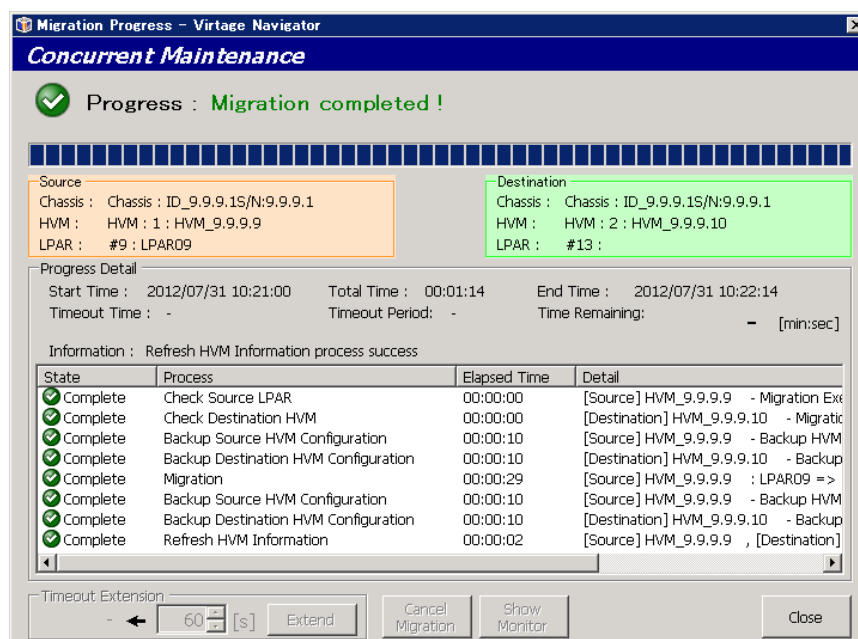 Migration Progress - Virtage Navigator
Concurrent Maintenance
Progress : Migration completed !
Source
Chassis : Chassis : ID_9.9.9.1S/N:9.9.9.1
HVM : HVM : 1 : HVM_9.9.9.9
LPAR : #9 : LPAR09
Destination
Chassis : Chassis : ID_9.9.9.1S/N:9.9.9.1
HVM : HVM : 2 : HVM_9.9.9.10
LPAR : #13 :
Progress Detail
Start Time : 2012/07/31 10:21:00 Total Time : 00:01:14 End Time : 2012/07/31 10:22:14
Timeout Time : - Timeout Period: - Time Remaining: - [min:sec]
Information : Refresh HVM Information process success
State Process Elapsed Time Detail
Complete Check Source LPAR 00:00:00 [Source] HVM_9.9.9.9 - Migration Exe
Complete Check Destination HVM 00:00:00 [Destination] HVM_9.9.9.10 - Migratio
Complete Backup Source HVM Configuration 00:00:10 [Source] HVM_9.9.9.9 - Backup HVM
Complete Backup Destination HVM Configuration 00:00:10 [Destination] HVM_9.9.9.10 - Backup
Complete Migration 00:00:29 [Source] HVM_9.9.9.9 : LPAR09 =>
Complete Backup Source HVM Configuration 00:00:10 [Source] HVM_9.9.9.9 - Backup HVM
Complete Backup Destination HVM Configuration 00:00:10 [Destination] HVM_9.9.9.10 - Backup
Complete Refresh HVM Information 00:00:02 [Source] HVM_9.9.9.9 , [Destination]
Timeout Extension
- 60 [s] Extend
Cancel Migration
Show Monitor
Close